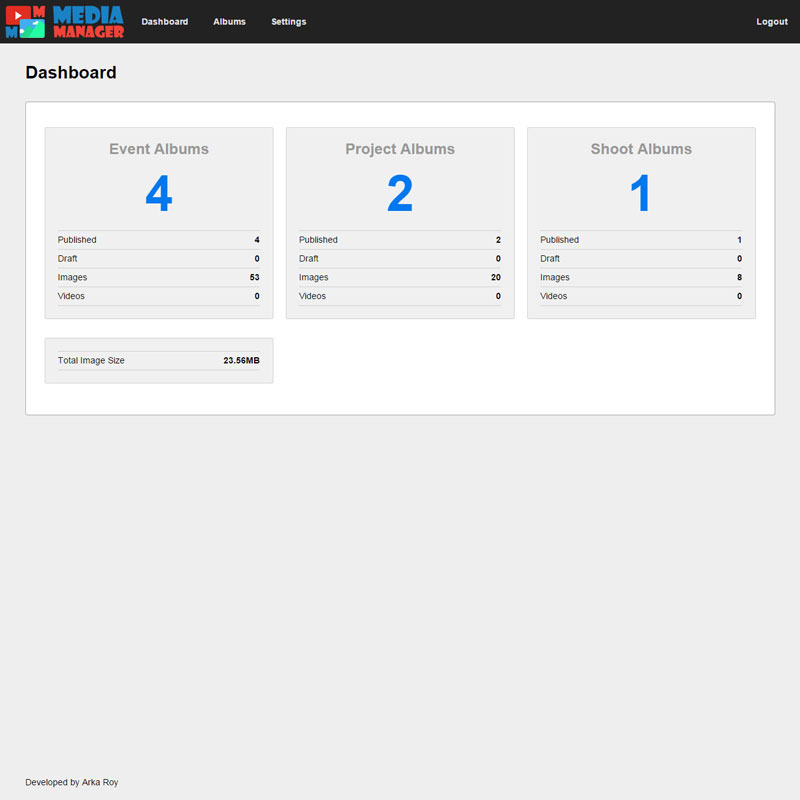 M
M
MEDIA
MANAGER
Dashboard Albums Settings Logout
Dashboard
Event Albums
4
Published 4
Draft 0
Images 53
Videos 0
Project Albums
2
Published 2
Draft 0
Images 20
Videos 0
Shoot Albums
1
Published 1
Draft 0
Images 8
Videos 0
Total Image Size 23.56MB
Developed by Arka Roy